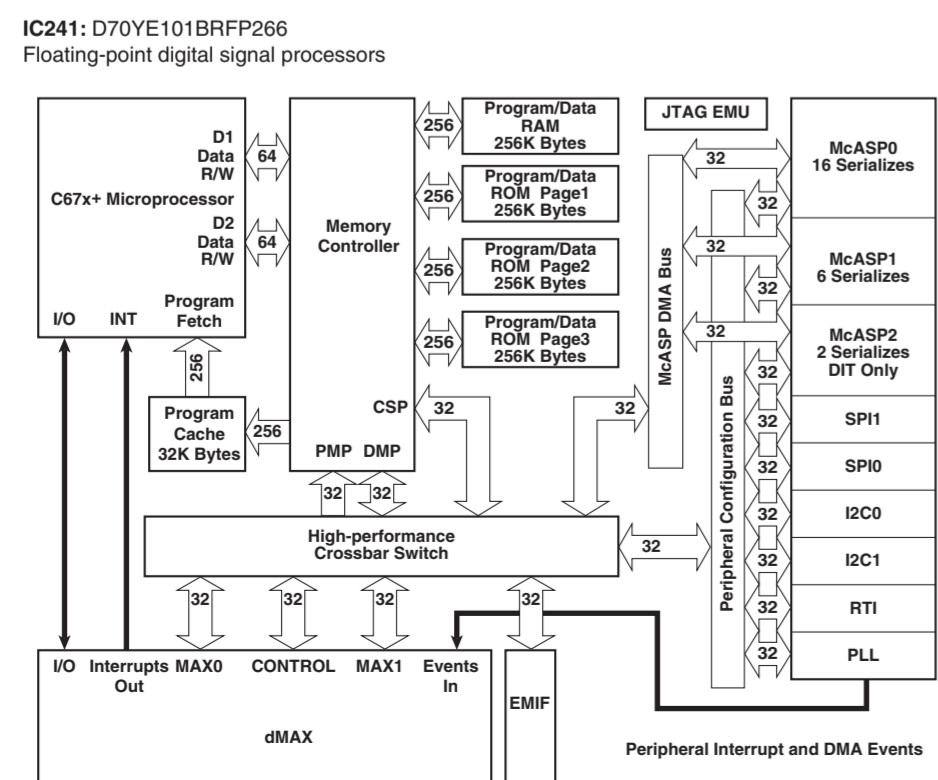 IC241: D70YE101BRFP266
Floating-point digital signal processors
D1
Data
R/W
64
C67x+ Microprocessor
D2
Data
R/W
64
Program
Fetch
I/O
INT
256
Program
Cache
32K Bytes
256
Memory
Controller
CSP
PMP
DMP
32
32
32
256
Program/Data
RAM
256K Bytes
256
Program/Data
ROM Page1
256K Bytes
256
Program/Data
ROM Page2
256K Bytes
256
Program/Data
ROM Page3
256K Bytes
JTAG EMU
McASP DMA Bus
Peripheral Configuration Bus
32
32
32
32
32
32
32
32
32
32
32
32
32
32
McASP0
16 Serializes
McASP1
6 Serializes
McASP2
2 Serializes
DIT Only
SPI1
SPI0
I2C0
I2C1
RTI
PLL
High-performance
Crossbar Switch
32
32
32
32
32
I/O
Interrupts
Out
MAX0
CONTROL
MAX1
Events
In
dMAX
EMIF
Peripheral Interrupt and DMA Events